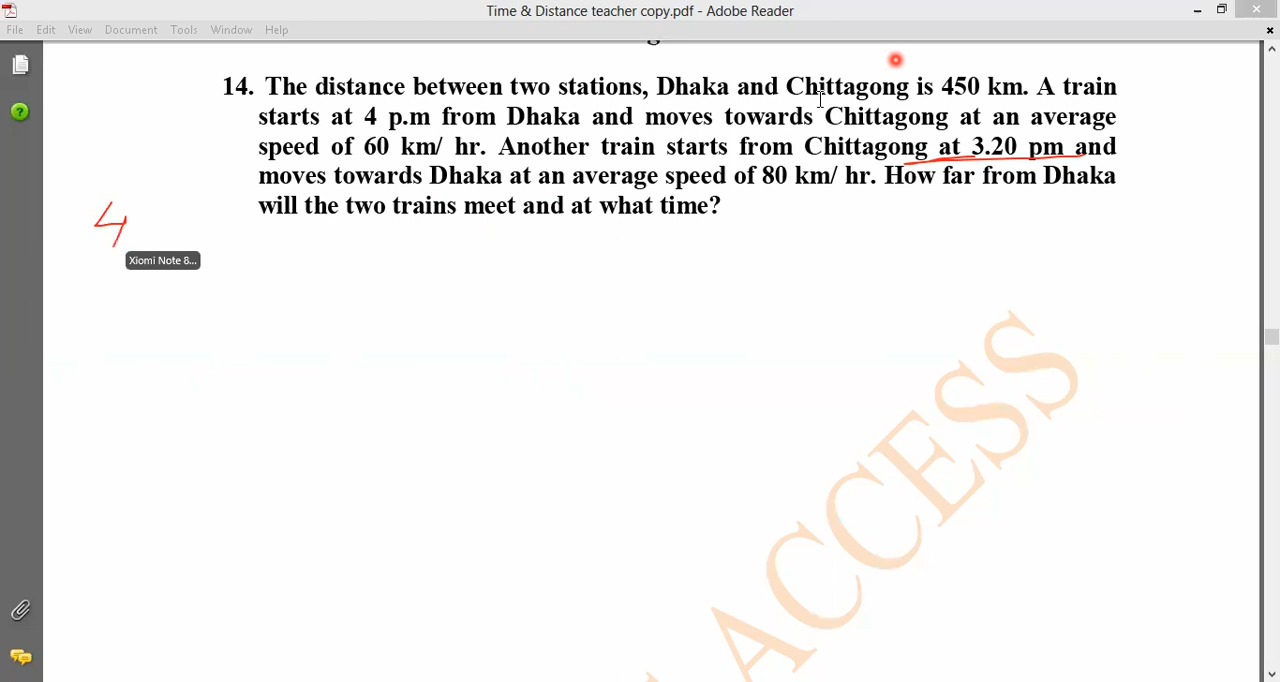 Time & Distance teacher copy.pdf - Adobe Reader
File Edit View Document Tools Window Help
14. The distance between two stations, Dhaka and Chittagong is 450 km. A train
starts at 4 p.m from Dhaka and moves towards Chittagong at an average
speed of 60 km/ hr. Another train starts from Chittagong at 3.20 pm and
moves towards Dhaka at an average speed of 80 km/ hr. How far from Dhaka
will the two trains meet and at what time?
4
Xiomi Note 8...
ACCESS